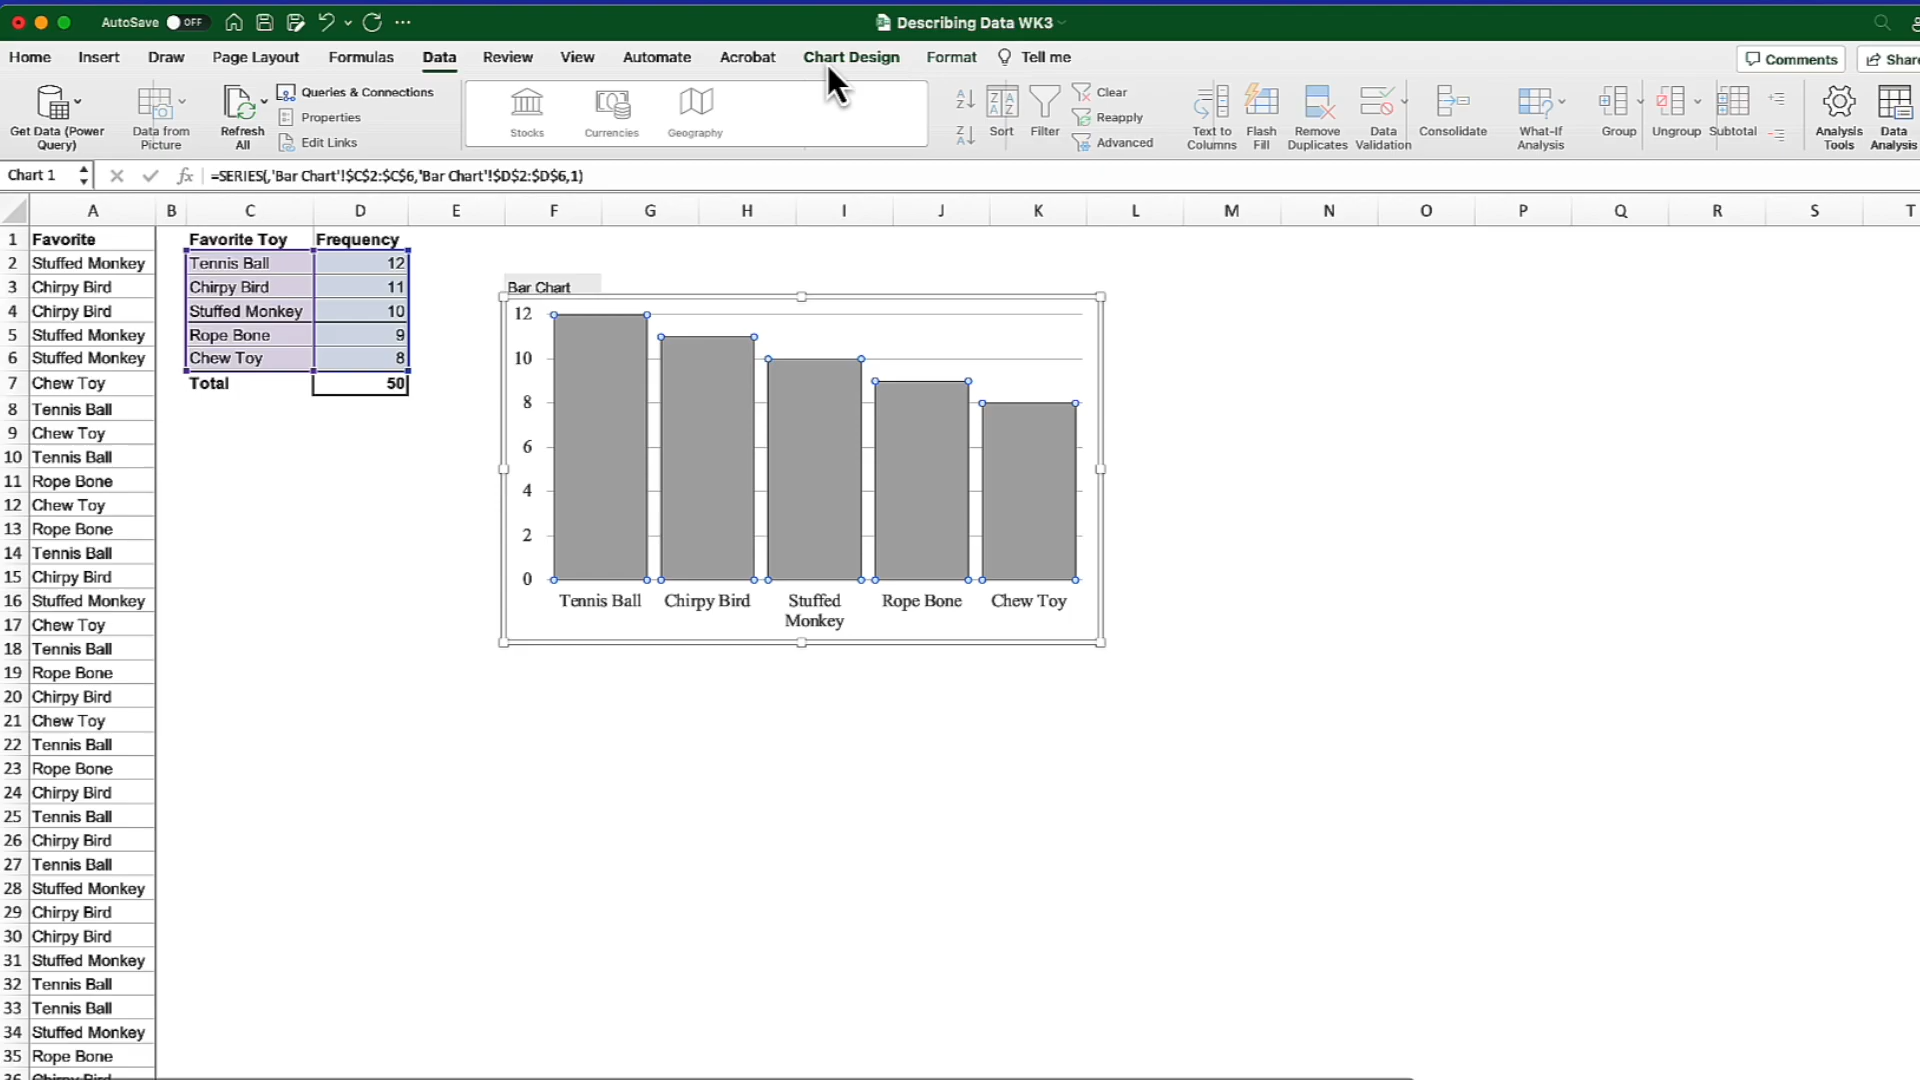 AutoSave OFF
Describing Data WK3
Home Insert Draw Page Layout Formulas Data Review View Automate Acrobat Chart Design Format Tell me
Comments
Get Data (Power Query)
Data from Picture
Refresh All
Queries & Connections
Properties
Edit Links
Stocks
Currencies
Geography
Sort
Filter
Clear
Reapply
Advanced
Text to Columns
Flash Fill
Remove Duplicates
Data Validation
Consolidate
What-If Analysis
Group
Ungroup
Subtotal
Analysis Tools
Data Analysis
Chart 1 fx =SERIES(,'Bar Chart'!$C$2:$C$6,'Bar Chart'!$D$2:$D$6,1)
A B C D E F G H I J K L M N O P Q R S T
1 Favorite Favorite Toy Frequency
2 Stuffed Monkey Tennis Ball 12
3 Chirpy Bird Chirpy Bird 11
4 Chirpy Bird Stuffed Monkey 10
5 Stuffed Monkey Rope Bone 9
6 Stuffed Monkey Chew Toy 8
7 Chew Toy Total 50
8 Tennis Ball
9 Chew Toy
10 Tennis Ball
11 Rope Bone
12 Chew Toy
13 Rope Bone
14 Tennis Ball
15 Chirpy Bird
16 Stuffed Monkey
17 Chew Toy
18 Tennis Ball
19 Rope Bone
20 Chirpy Bird
21 Chew Toy
22 Tennis Ball
23 Rope Bone
24 Chirpy Bird
25 Tennis Ball
26 Chirpy Bird
27 Tennis Ball
28 Stuffed Monkey
29 Chirpy Bird
30 Chirpy Bird
31 Stuffed Monkey
32 Tennis Ball
33 Tennis Ball
34 Stuffed Monkey
35 Rope Bone
Bar Chart
12
10
8
6
4
2
0
Tennis Ball
Chirpy Bird
Stuffed Monkey
Rope Bone
Chew Toy